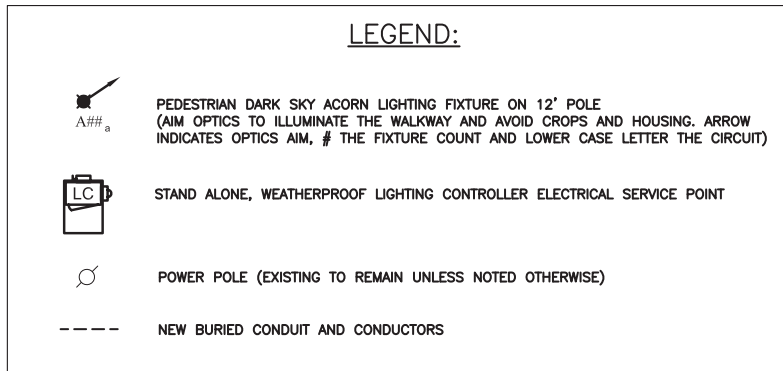 LEGEND:
A##a
PEDESTRIAN DARK SKY ACORN LIGHTING FIXTURE ON 12' POLE
(AIM OPTICS TO ILLUMINATE THE WALKWAY AND AVOID CROPS AND HOUSING. ARROW
INDICATES OPTICS AIM, # THE FIXTURE COUNT AND LOWER CASE LETTER THE CIRCUIT)
LC
STAND ALONE, WEATHERPROOF LIGHTING CONTROLLER ELECTRICAL SERVICE POINT
POWER POLE (EXISTING TO REMAIN UNLESS NOTED OTHERWISE)
NEW BURIED CONDUIT AND CONDUCTORS